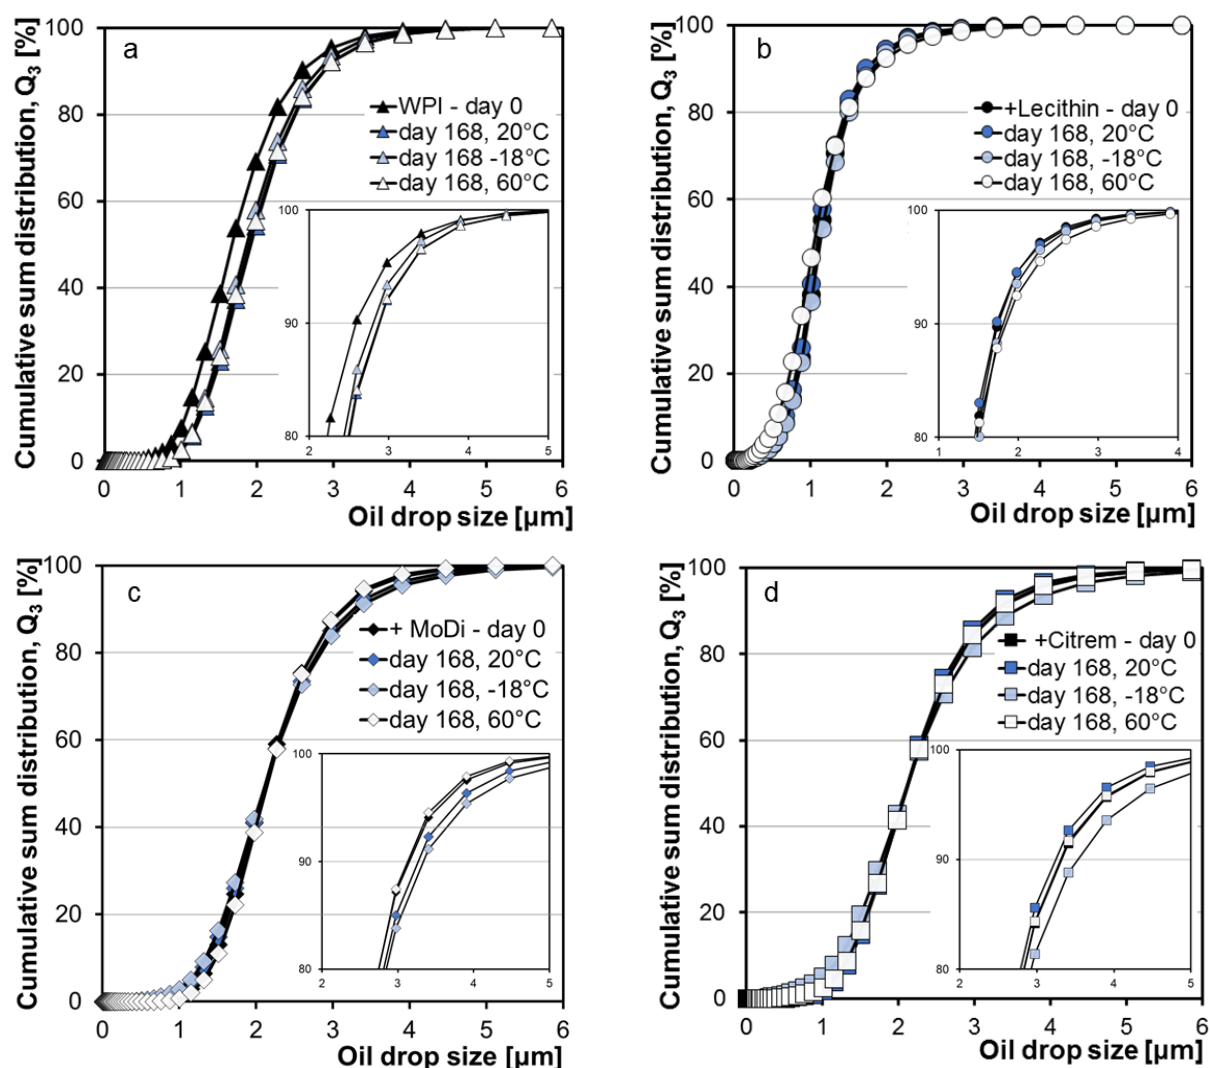 a
Cumulative sum distribution, Q3 [%]
100
80
60
40
20
0
WPI - day 0
day 168, 20°C
day 168 -18°C
day 168, 60°C
100
90
80
2 3 4 5
0 1 2 3 4 5 6
Oil drop size [µm]
b
Cumulative sum distribution, Q3 [%]
100
80
60
40
20
0
+Lecithin - day 0
day 168, 20°C
day 168, -18°C
day 168, 60°C
100
90
80
1 2 3 4
0 1 2 3 4 5 6
Oil drop size [µm]
c
Cumulative sum distribution, Q3 [%]
100
80
60
40
20
0
+ MoDi - day 0
day 168, 20°C
day 168, -18°C
day 168, 60°C
100
90
80
2 3 4 5
0 1 2 3 4 5 6
Oil drop size [µm]
d
Cumulative sum distribution, Q3 [%]
100
80
60
40
20
0
+Citrem - day 0
day 168, 20°C
day 168, -18°C
day 168, 60°C
100
90
80
2 3 4 5
0 1 2 3 4 5 6
Oil drop size [µm]